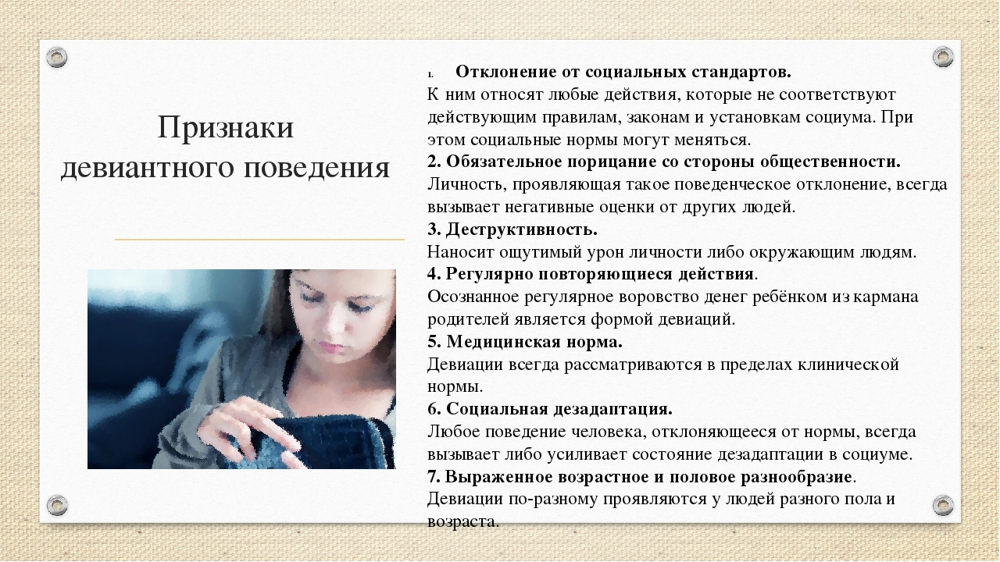 Признаки
девиантного поведения
1. Отклонение от социальных стандартов.
К ним относят любые действия, которые не соответствуют
действующим правилам, законам и установкам социума. При
этом социальные нормы могут меняться.
2. Обязательное порицание со стороны общественности.
Личность, проявляющая такое поведенческое отклонение, всегда
вызывает негативные оценки от других людей.
3. Деструктивность.
Наносит ощутимый урон личности либо окружающим людям.
4. Регулярно повторяющиеся действия.
Осознанное регулярное воровство денег ребёнком из кармана
родителей является формой девиаций.
5. Медицинская норма.
Девиации всегда рассматриваются в пределах клинической
нормы.
6. Социальная дезадаптация.
Любое поведение человека, отклоняющееся от нормы, всегда
вызывает либо усиливает состояние дезадаптации в социуме.
7. Выраженное возрастное и половое разнообразие.
Девиации по-разному проявляются у людей разного пола и
возраста.